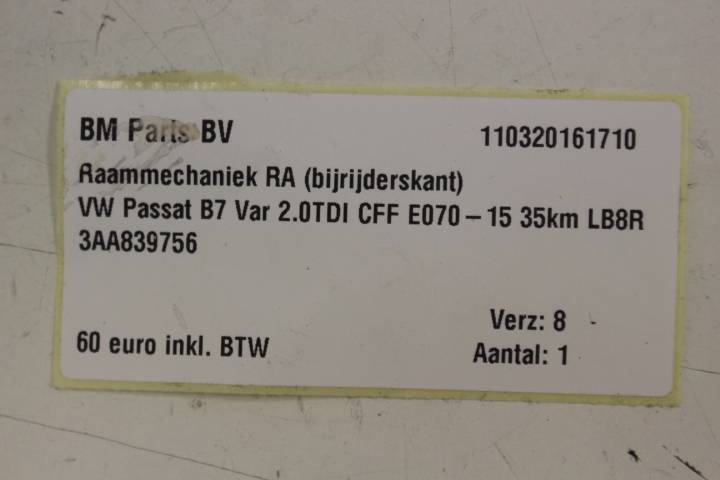 BM Parts BV 110320161710
Raammechaniek RA (bijrijderskant)
VW Passat B7 Var 2.0TDI CFF E070 – 15 35km LB8R
3AA839756
Verz: 8
60 euro inkl. BTW Aantal: 1